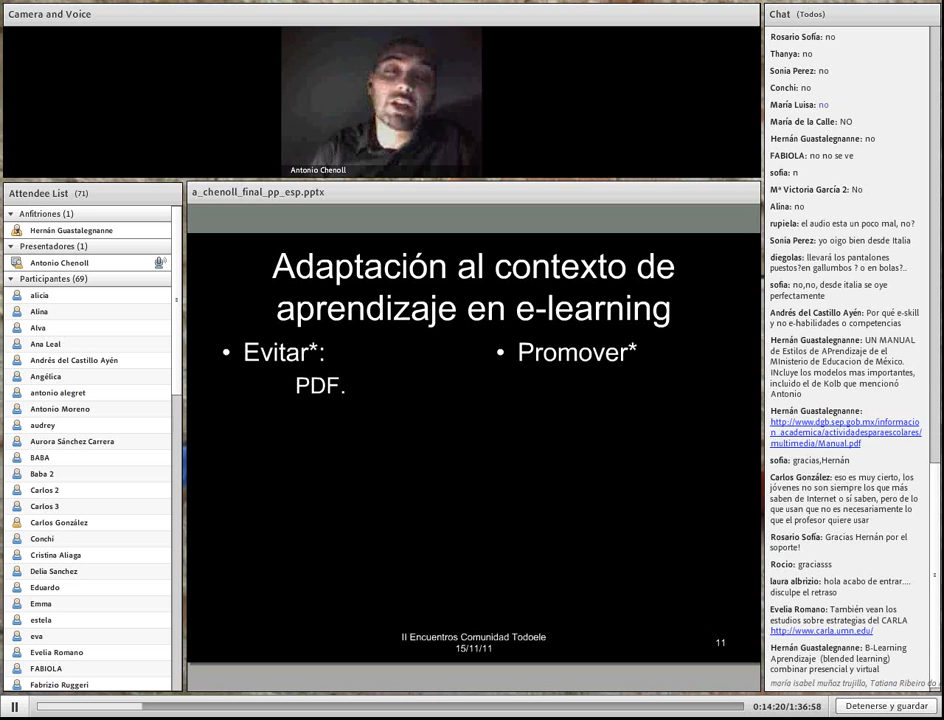 Camera and Voice
Antonio Chenoll
Attendee List (71)
Anfitriones (1)
Hernán Guastalegnanne
Presentadores (1)
Antonio Chenoll
Participantes (69)
alicia
Alina
Alva
Ana Leal
Andrés del Castillo Ayén
Angélica
antonio alegret
Antonio Moreno
audrey
Aurora Sánchez Carrera
BABA
Baba 2
Carlos 2
Carlos 3
Carlos González
Conchi
Cristina Aliaga
Delia Sanchez
Eduardo
Emma
estela
eva
Evelia Romano
FABIOLA
Fabrizio Ruggeri
a_chenoll_final_pp_esp.pptx
Adaptación al contexto de
aprendizaje en e-learning
• Evitar*:
PDF.
• Promover*
II Encuentros Comunidad Todoele
15/11/11
11
Chat (Todos)
Rosario Sofía: no
Thanya: no
Sonia Perez: no
Conchi: no
María Luisa: no
María de la Calle: NO
Hernán Guastalegnanne: no
FABIOLA: no no se ve
sofia: n
Mª Victoria García 2: No
Alina: no
rupiela: el audio esta un poco mal, no?
Sonia Perez: yo oigo bien desde Italia
diegolas: llevará los pantalones
puestos?en gallumbos ? o en bolas?..
sofia: no,no, desde italia se oye
perfectamente
Andrés del Castillo Ayén: Por qué e-skill
y no e-habilidades o competencias
Hernán Guastalegnanne: UN MANUAL
de Estilos de APrendizaje de el
MInisterio de Educacion de México.
INcluye los modelos mas importantes,
incluido el de Kolb que mencionó
Antonio
Hernán Guastalegnanne:
http://www.dgb.sep.gob.mx/informacio
n_academica/actividadesparaescolares/
multimedia/Manual.pdf
sofia: gracias,Hernán
Carlos González: eso es muy cierto, los
jóvenes no son siempre los que más
saben de Internet o sí saben, pero de lo
que usan que no es necesariamente lo
que el profesor quiere usar
Rosario Sofía: Gracias Hernán por el
soporte!
Rocio: graciasss
laura albrizio: hola acabo de entrar....
disculpe el retraso
Evelia Romano: También vean los
estudios sobre estrategias del CARLA
http://www.carla.umn.edu/
Hernán Guastalegnanne: B-Learning
Aprendizaje (blended learning)
combinar presencial y virtual
maría isabel muñoz trujillo, Tatiana Ribeiro do
0:14:20/1:36:58
Detenerse y guardar